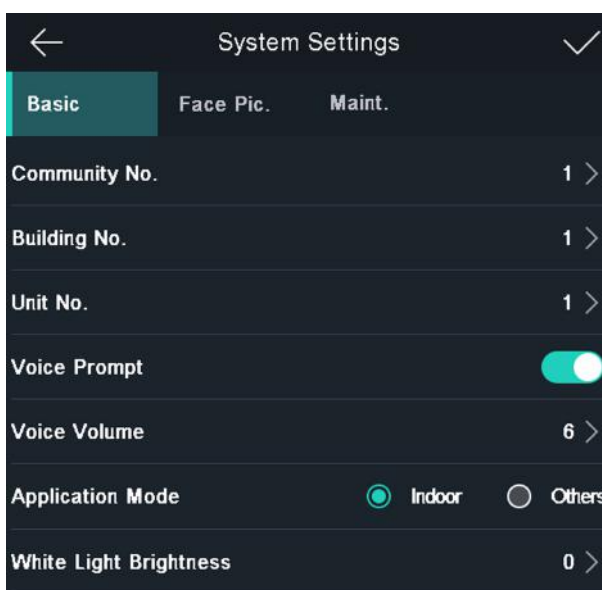 System Settings
Basic Face Pic. Maint.
Community No. 1
Building No. 1
Unit No. 1
Voice Prompt
Voice Volume 6
Application Mode Indoor Others
White Light Brightness 0